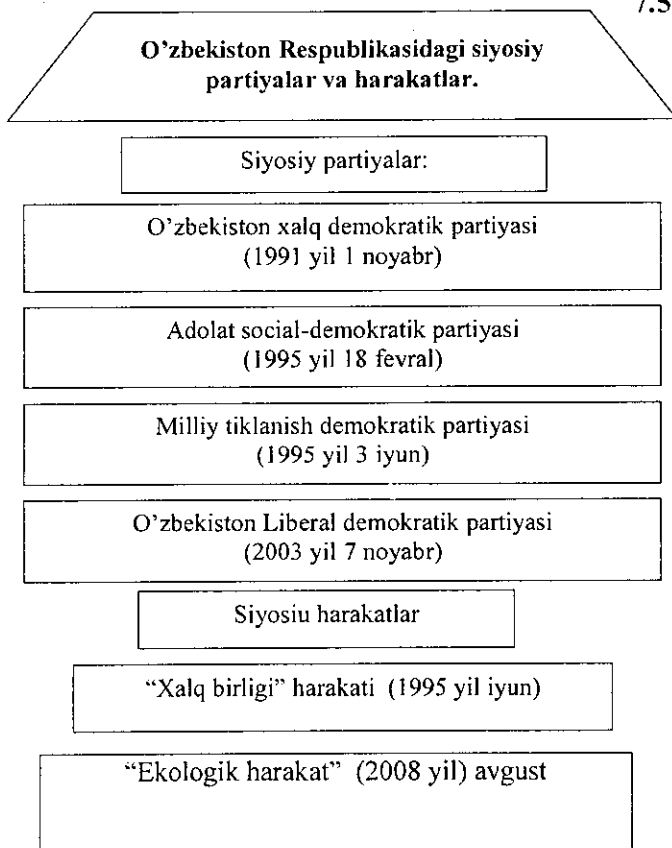 7.5
O’zbekiston Respublikasidagi siyosiy
partiyalar va harakatlar.
Siyosiy partiyalar:
O’zbekiston xalq demokratik partiyasi
(1991 yil 1 noyabr)
Adolat social-demokratik partiyasi
(1995 yil 18 fevral)
Milliy tiklanish demokratik partiyasi
(1995 yil 3 iyun)
O’zbekiston Liberal demokratik partiyasi
(2003 yil 7 noyabr)
Siyosiu harakatlar
“Xalq birligi” harakati (1995 yil iyun)
“Ekologik harakat” (2008 yil) avgust